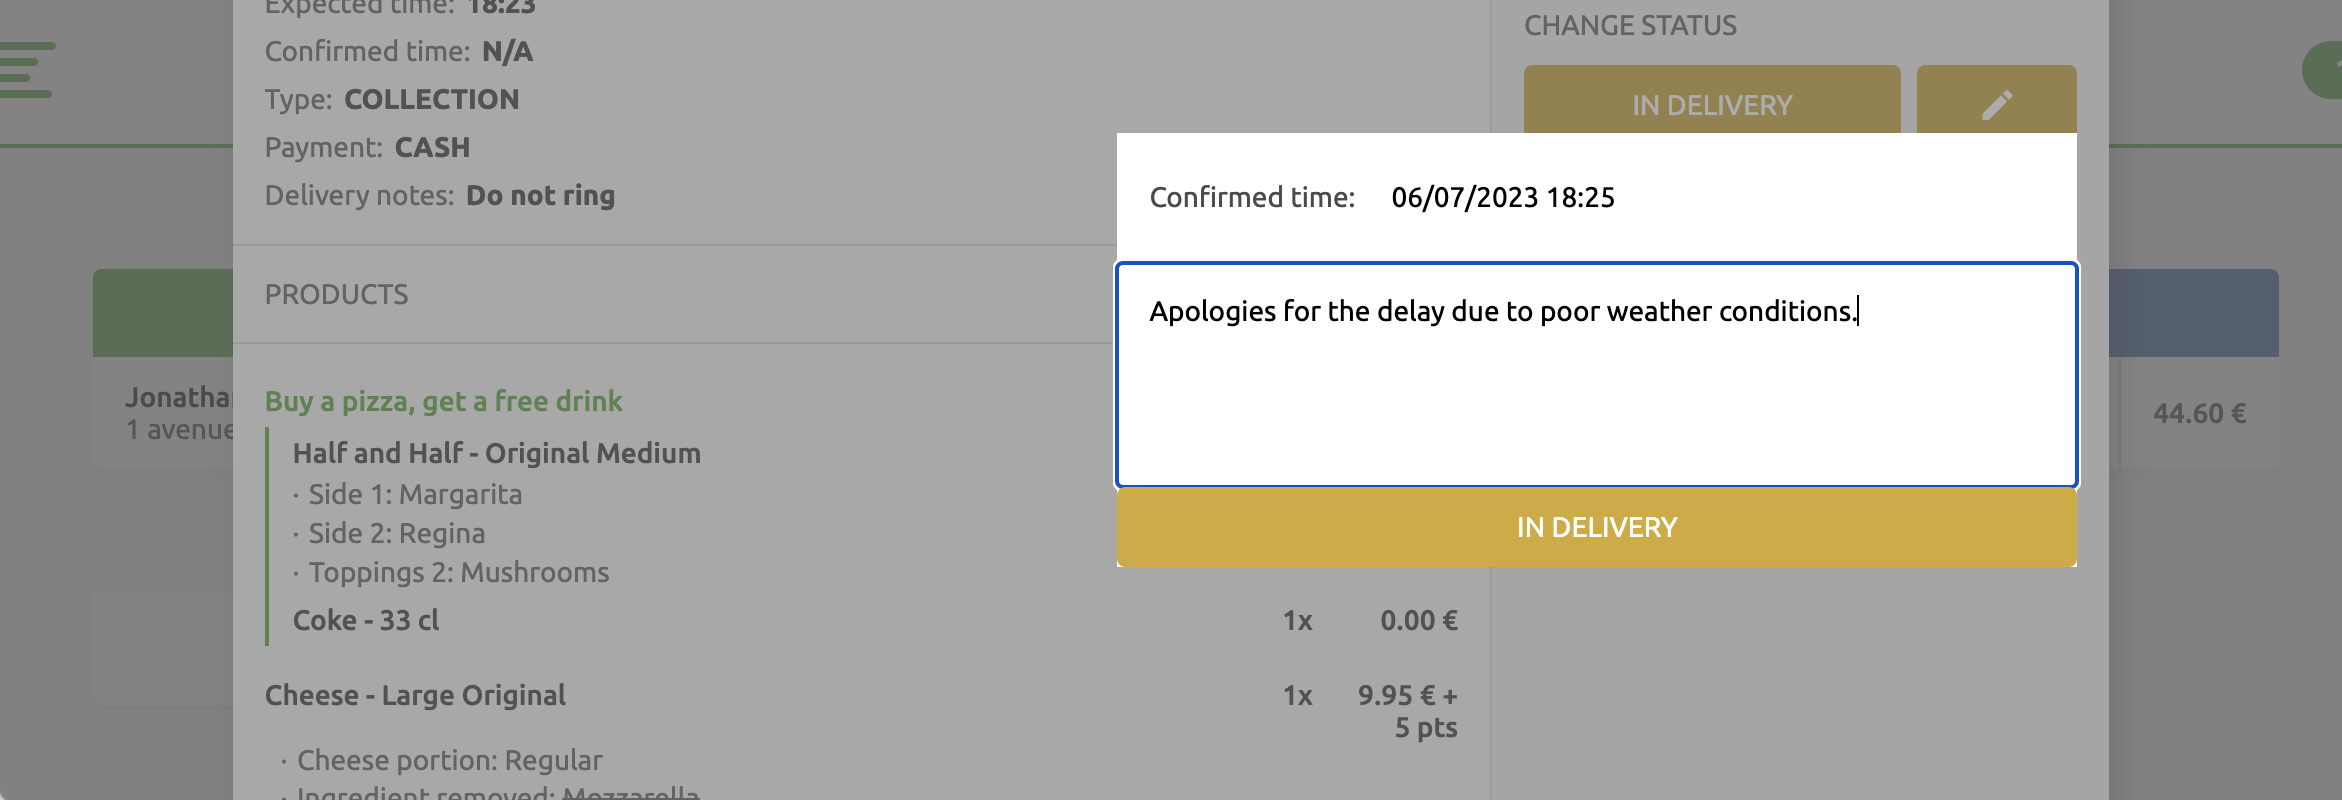 Expected time: 18:23
Confirmed time: N/A
Type: COLLECTION
Payment: CASH
Delivery notes: Do not ring
PRODUCTS
Buy a pizza, get a free drink
Half and Half - Original Medium
· Side 1: Margarita
· Side 2: Regina
· Toppings 2: Mushrooms
Coke - 33 cl 1x 0.00 €
Cheese - Large Original 1x 9.95 € +
5 pts
· Cheese portion: Regular
· Ingredient removed: Mozzarella
CHANGE STATUS
IN DELIVERY
Confirmed time: 06/07/2023 18:25
Apologies for the delay due to poor weather conditions.
IN DELIVERY
Jonatha
1 avenue
44.60 €